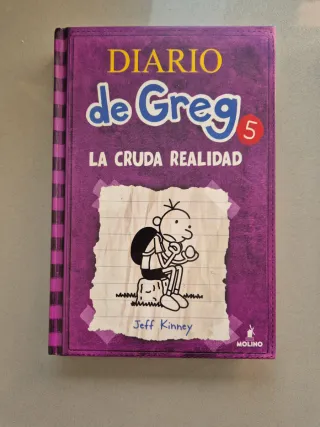 DIARIO
de Greg
5
LA CRUDA REALIDAD
Jeff Kinney
MOLINO